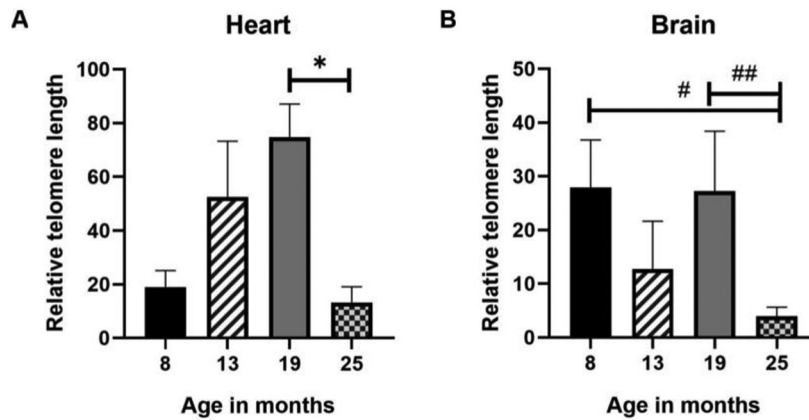 A
Heart
Relative telomere length
100
80
60
40
20
0
*
8 13 19 25
Age in months
B
Brain
Relative telomere length
50
40
30
20
10
0
# ##
8 13 19 25
Age in months